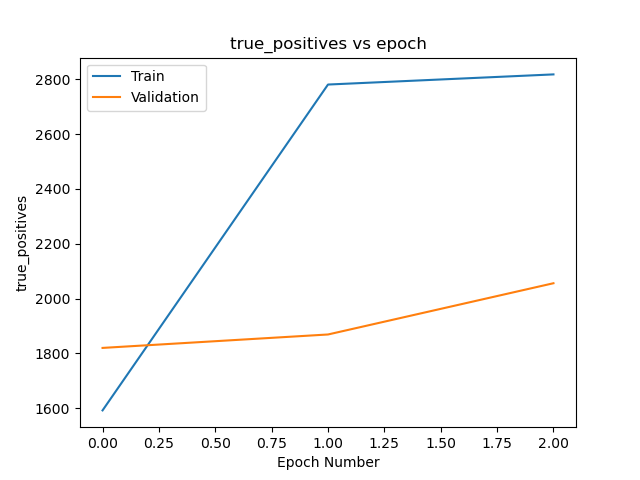 true_positives vs epoch
Train
Validation
2800
2600
2400
2200
2000
1800
1600
true_positives
0.00 0.25 0.50 0.75 1.00 1.25 1.50 1.75 2.00
Epoch Number